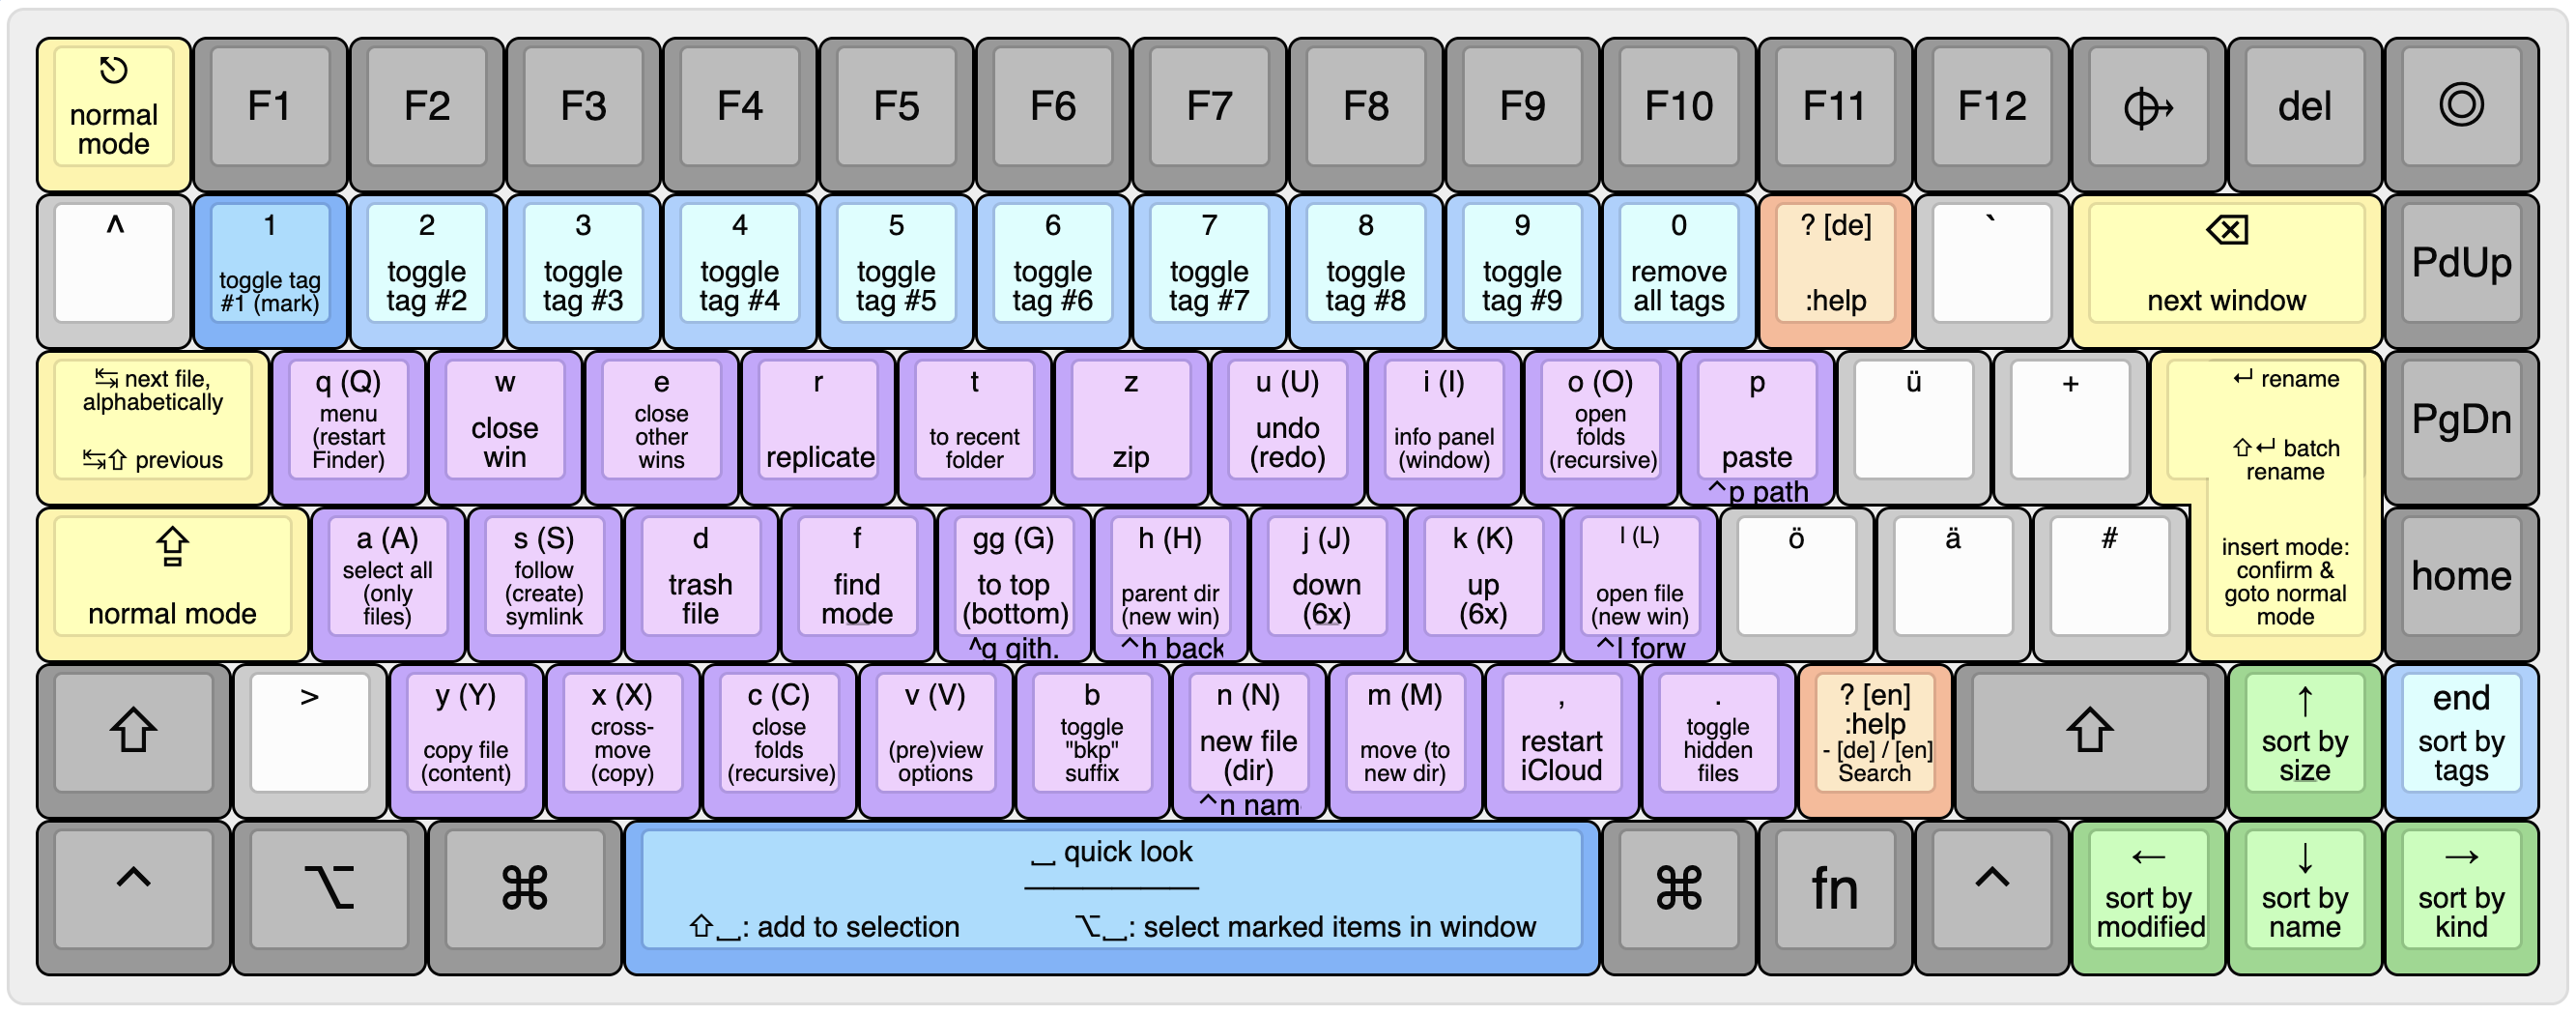 ⎋
normal
mode
F1
F2
F3
F4
F5
F6
F7
F8
F9
F10
F11
F12
⌽→
del
◎
^
1
toggle tag
#1 (mark)
2
toggle
tag #2
3
toggle
tag #3
4
toggle
tag #4
5
toggle
tag #5
6
toggle
tag #6
7
toggle
tag #7
8
toggle
tag #8
9
toggle
tag #9
0
remove
all tags
? [de]
:help
`
⌫
next window
PdUp
↹ next file,
alphabetically
↹⇧ previous
q (Q)
menu
(restart
Finder)
w
close
win
e
close
other
wins
r
replicate
t
to recent
folder
z
zip
u (U)
undo
(redo)
i (I)
info panel
(window)
o (O)
open
folds
(recursive)
p
paste
^p path
ü
+
↵ rename
⇧↵ batch
rename
insert mode:
confirm &
goto normal
mode
PgDn
⇪
normal mode
a (A)
select all
(only
files)
s (S)
follow
(create)
symlink
d
trash
file
f
find
mode
gg (G)
to top
(bottom)
^g gith.
h (H)
parent dir
(new win)
^h back
j (J)
down
(6x)
k (K)
up
(6x)
l (L)
open file
(new win)
^l forw
ö
ä
#
home
⇧
>
y (Y)
copy file
(content)
x (X)
cross-
move
(copy)
c (C)
close
folds
(recursive)
v (V)
(pre)view
options
b
toggle
"bkp"
suffix
n (N)
new file
(dir)
^n nam
m (M)
move (to
new dir)
,
restart
iCloud
.
toggle
hidden
files
? [en]
:help
- [de] / [en]
Search
⇧
↑
sort by
size
end
sort by
tags
^
⌥
⌘
⎵ quick look
⇧⎵: add to selection ⌥⎵: select marked items in window
⌘
fn
^
←
sort by
modified
↓
sort by
name
→
sort by
kind